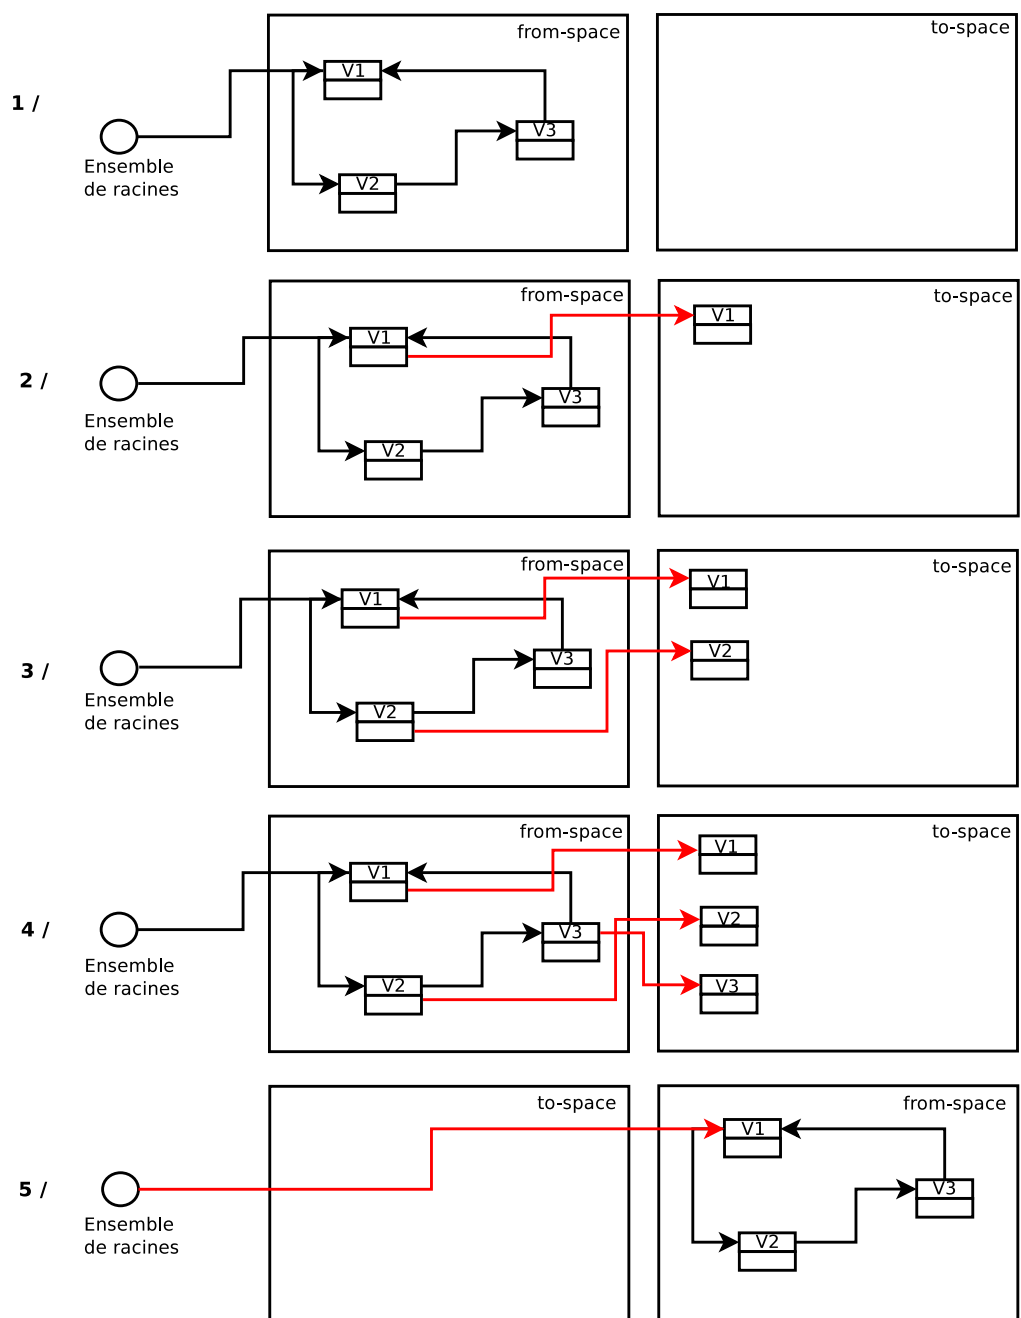 from-space
to-space
1 /
V1
V3
V2
Ensemble
de racines
from-space
to-space
2 /
V1
V1
V3
V2
Ensemble
de racines
from-space
to-space
3 /
V1
V1
V2
V3
V2
Ensemble
de racines
from-space
to-space
4 /
V1
V1
V2
V3
V2
V3
Ensemble
de racines
to-space
from-space
5 /
V1
V3
V2
Ensemble
de racines